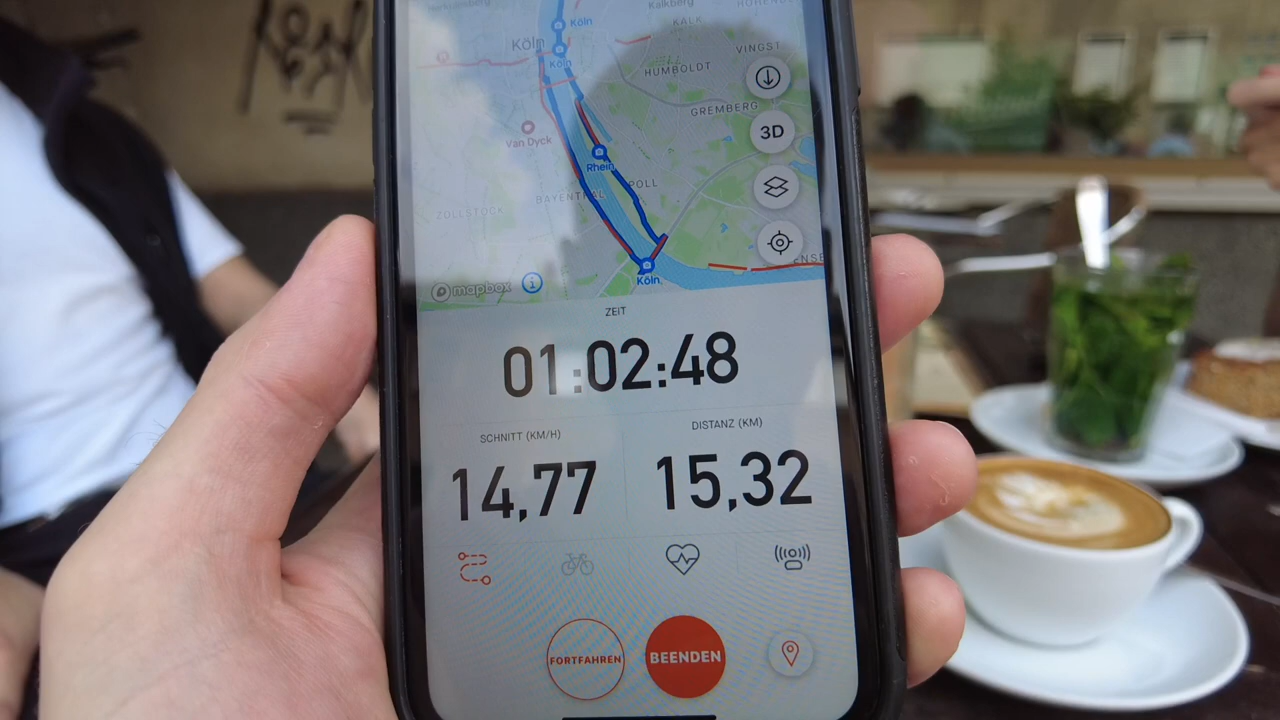 Kalkberg
Köln
KALK
Köln
VINGST
Köln
HUMBOLDT
GREMBERG
3D
Van Dyck
Rhein
POLL
BAYENTHAL
ZOLLSTOCK
ENSE
mapbox
i
Köln
ZEIT
01:02:48
SCHNITT (KM/H)
DISTANZ (KM)
14,77
15,32
FORTFAHREN
BEENDEN